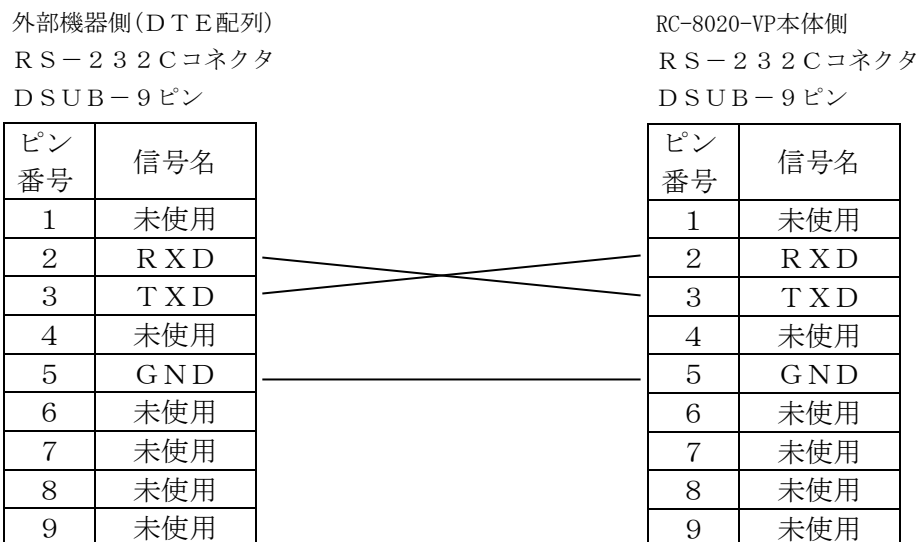 外部機器側(DTE配列)
RS-232Cコネクタ
DSUB-9ピン
ピン番号 信号名
1 未使用
2 RXD
3 TXD
4 未使用
5 GND
6 未使用
7 未使用
8 未使用
9 未使用
RC-8020-VP本体側
RS-232Cコネクタ
DSUB-9ピン
ピン番号 信号名
1 未使用
2 RXD
3 TXD
4 未使用
5 GND
6 未使用
7 未使用
8 未使用
9 未使用